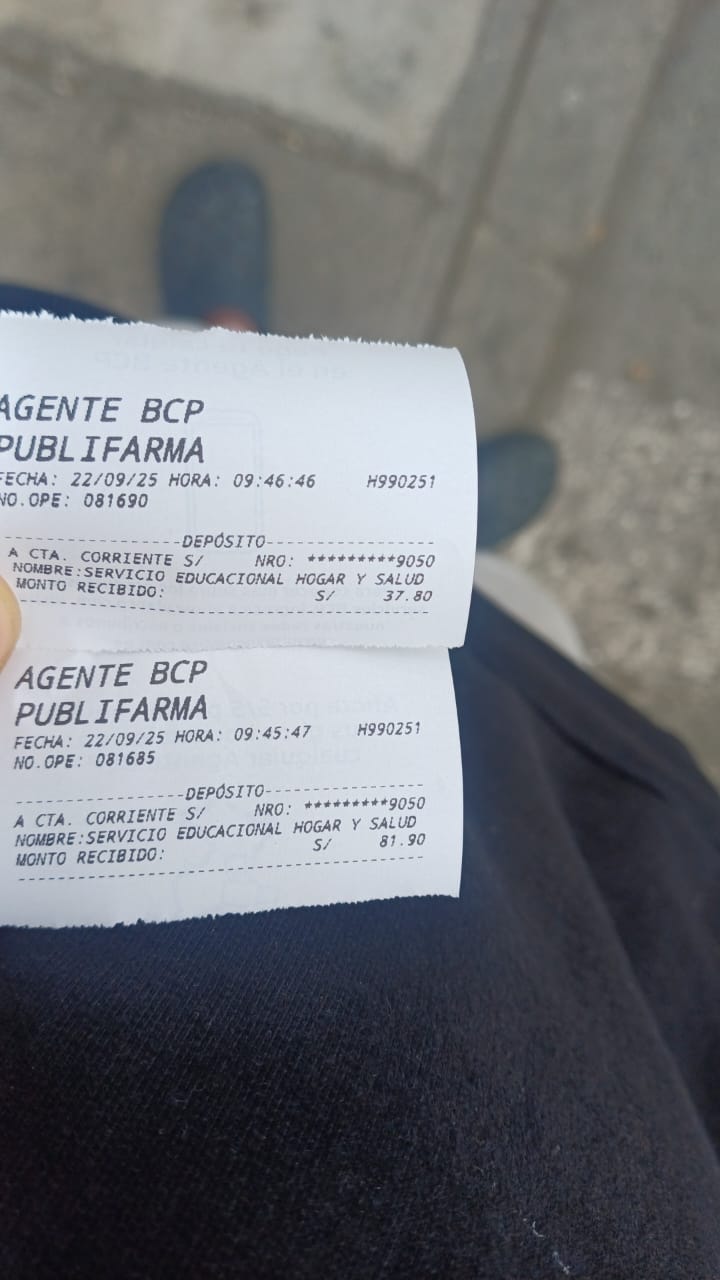 AGENTE BCP
PUBLIFARMA
FECHA: 22/09/25 HORA: 09:46:46 H990251
NO.OPE: 081690
--------------------DEPÓSITO--------------------
A CTA. CORRIENTE S/ NRO: *********9050
NOMBRE:SERVICIO EDUCACIONAL HOGAR Y SALUD
MONTO RECIBIDO: S/ 37.80
AGENTE BCP
PUBLIFARMA
FECHA: 22/09/25 HORA: 09:45:47 H990251
NO.OPE: 081685
--------------------DEPÓSITO--------------------
A CTA. CORRIENTE S/ NRO: *********9050
NOMBRE:SERVICIO EDUCACIONAL HOGAR Y SALUD
MONTO RECIBIDO: S/ 81.90